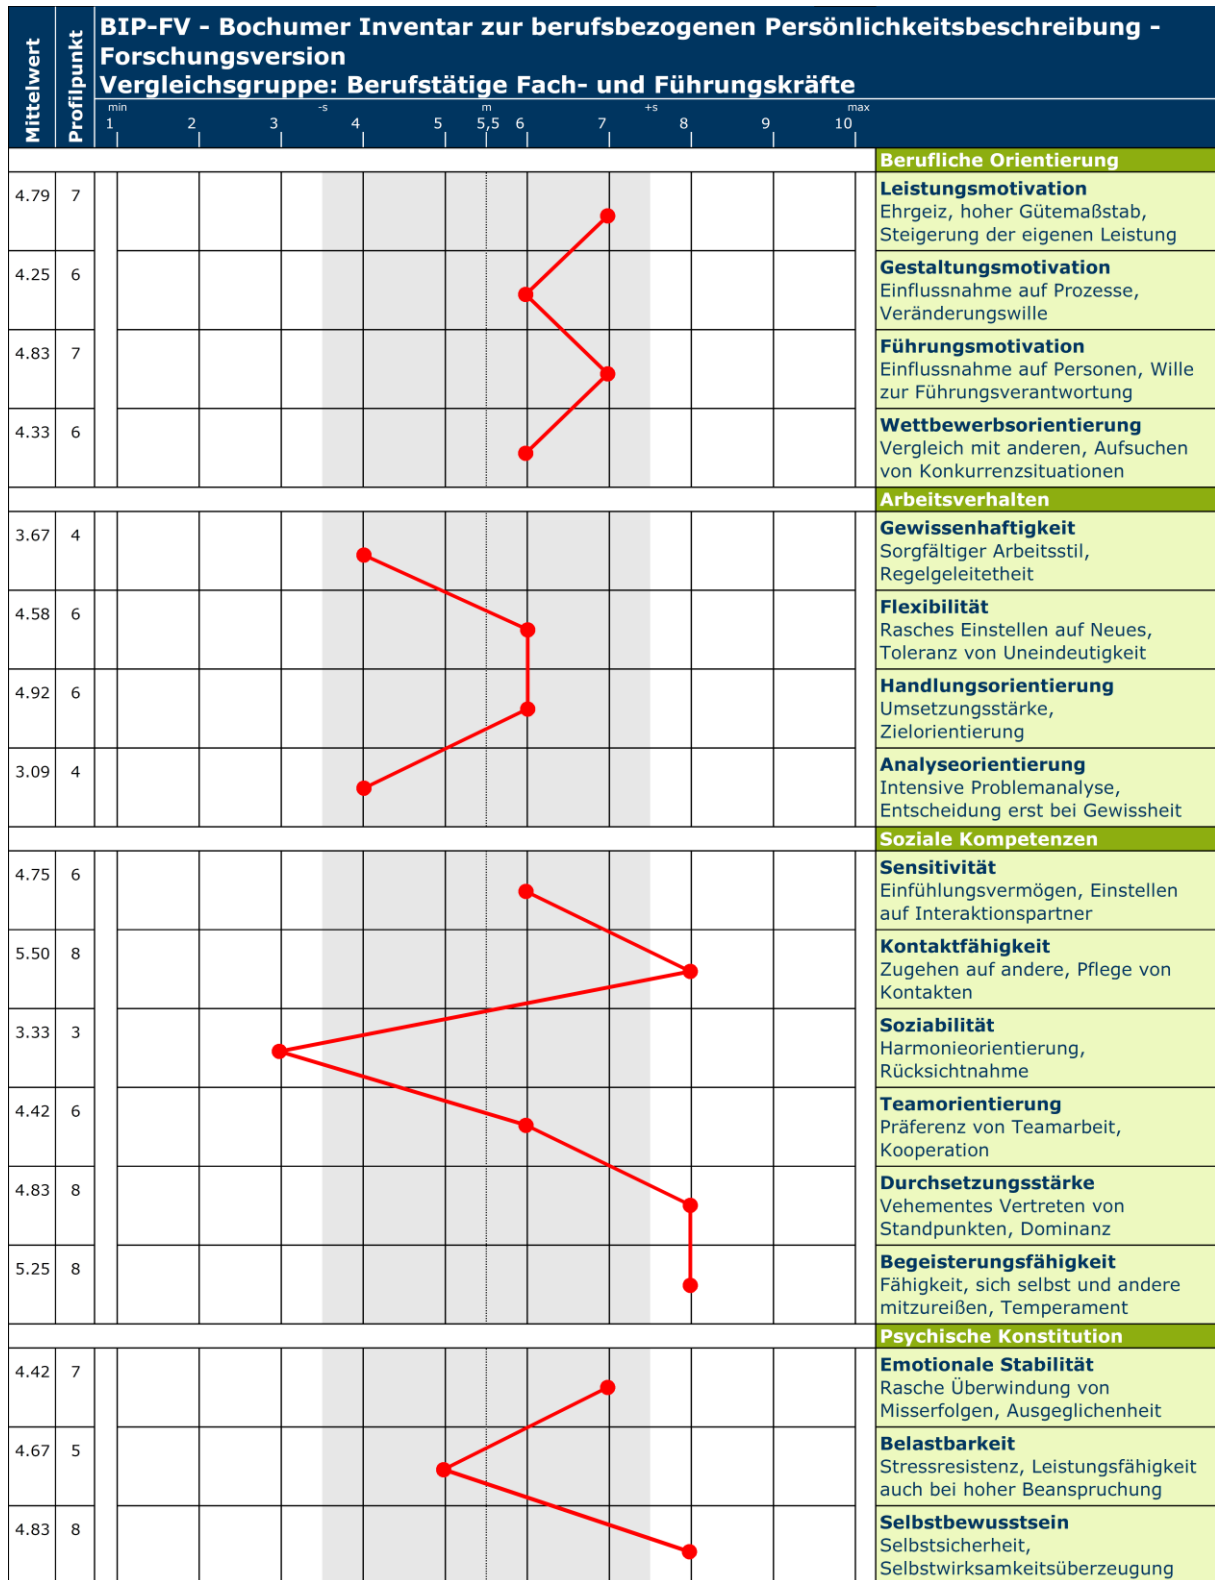 BIP-FV - Bochumer Inventar zur berufsbezogenen Persönlichkeitsbeschreibung -
Forschungsversion
Vergleichsgruppe: Berufstätige Fach- und Führungskräfte
Mittelwert
Profilpunkt
min -s m +s max
1 2 3 4 5 5,5 6 7 8 9 10
Berufliche Orientierung
4.79 7 Leistungsmotivation
Ehrgeiz, hoher Gütemaßstab,
Steigerung der eigenen Leistung
4.25 6 Gestaltungsmotivation
Einflussnahme auf Prozesse,
Veränderungswille
4.83 7 Führungsmotivation
Einflussnahme auf Personen, Wille
zur Führungsverantwortung
4.33 6 Wettbewerbsorientierung
Vergleich mit anderen, Aufsuchen
von Konkurrenzsituationen
Arbeitsverhalten
3.67 4 Gewissenhaftigkeit
Sorgfältiger Arbeitsstil,
Regelgeleitetheit
4.58 6 Flexibilität
Rasches Einstellen auf Neues,
Toleranz von Uneindeutigkeit
4.92 6 Handlungsorientierung
Umsetzungsstärke,
Zielorientierung
3.09 4 Analyseorientierung
Intensive Problemanalyse,
Entscheidung erst bei Gewissheit
Soziale Kompetenzen
4.75 6 Sensitivität
Einfühlungsvermögen, Einstellen
auf Interaktionspartner
5.50 8 Kontaktfähigkeit
Zugehen auf andere, Pflege von
Kontakten
3.33 3 Soziabilität
Harmonieorientierung,
Rücksichtnahme
4.42 6 Teamorientierung
Präferenz von Teamarbeit,
Kooperation
4.83 8 Durchsetzungsstärke
Vehementes Vertreten von
Standpunkten, Dominanz
5.25 8 Begeisterungsfähigkeit
Fähigkeit, sich selbst und andere
mitzureißen, Temperament
Psychische Konstitution
4.42 7 Emotionale Stabilität
Rasche Überwindung von
Misserfolgen, Ausgeglichenheit
4.67 5 Belastbarkeit
Stressresistenz, Leistungsfähigkeit
auch bei hoher Beanspruchung
4.83 8 Selbstbewusstsein
Selbstsicherheit,
Selbstwirksamkeitsüberzeugung